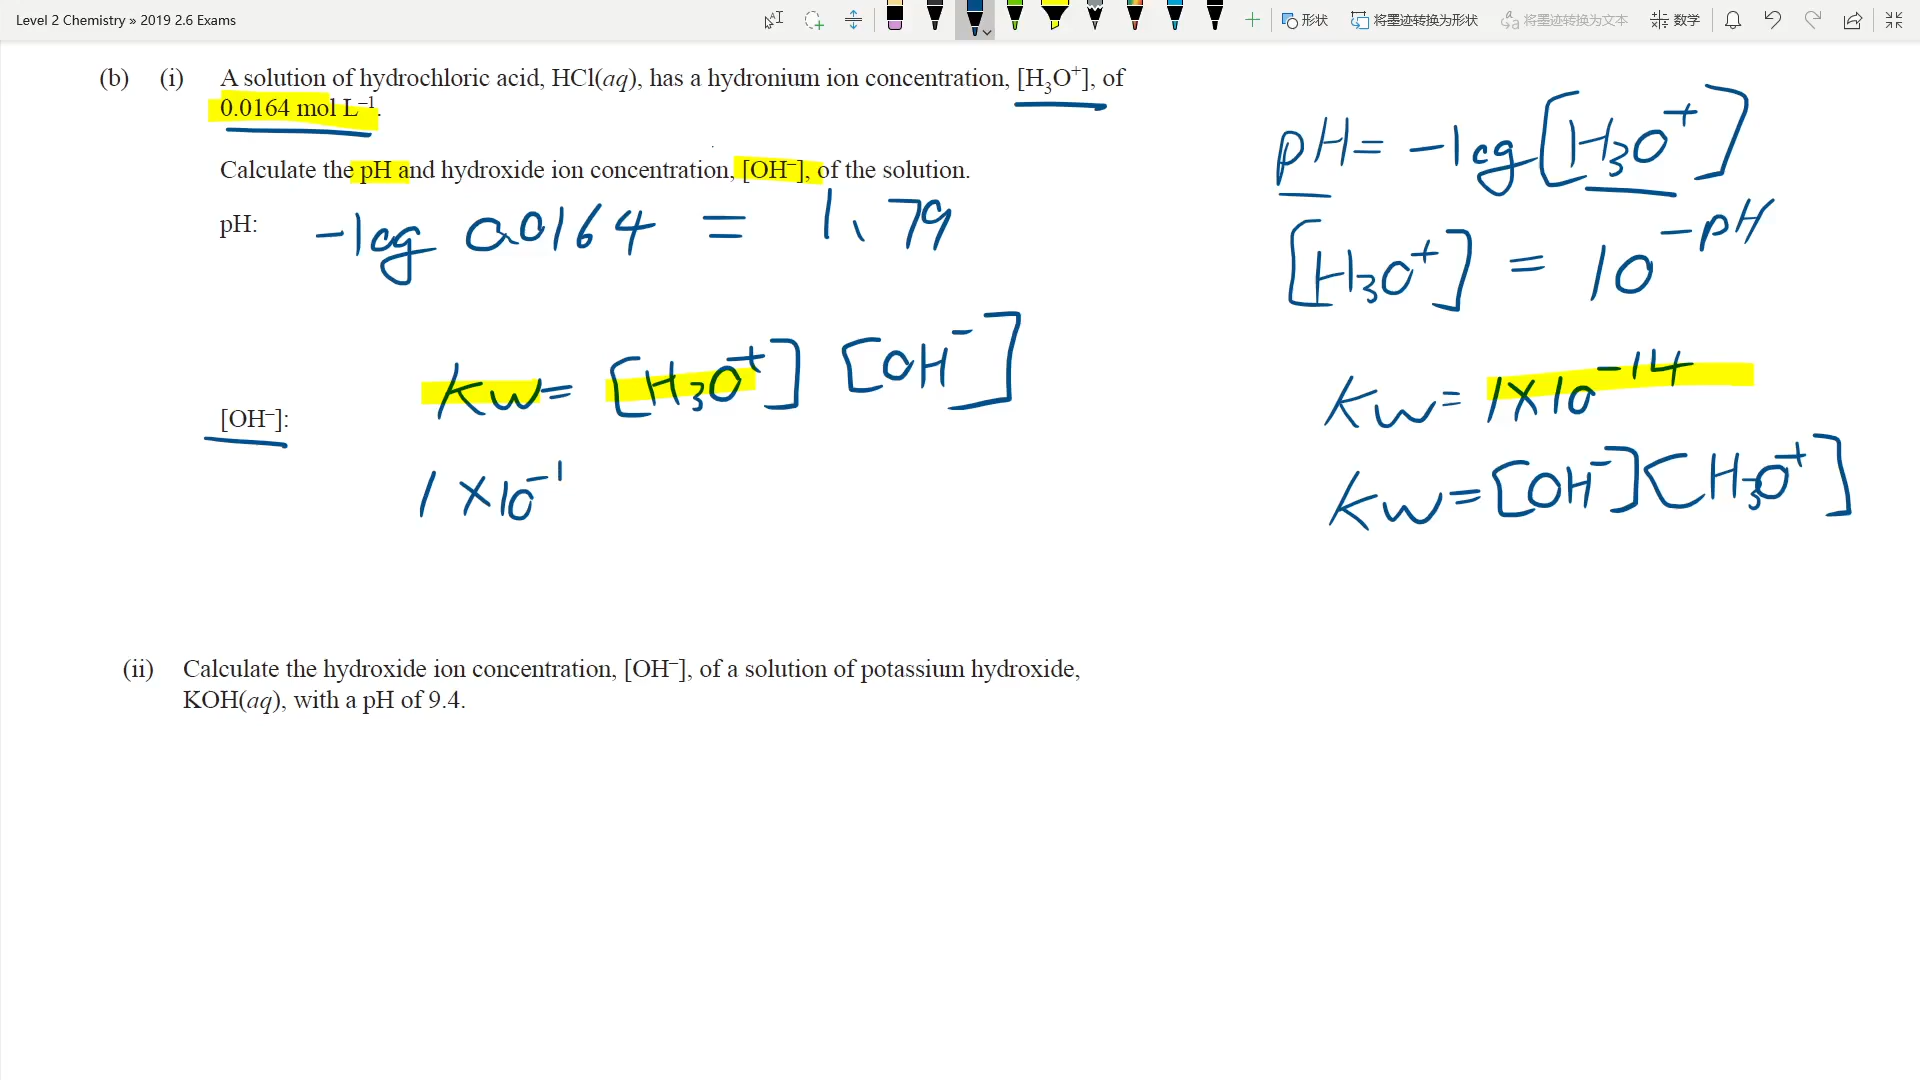 Level 2 Chemistry » 2019 2.6 Exams
形状
将墨迹转换为形状
将墨迹转换为文本
数学
(b) (i) A solution of hydrochloric acid, HCl(aq), has a hydronium ion concentration, [H₃O⁺], of
0.0164 mol L⁻¹.
Calculate the pH and hydroxide ion concentration, [OH⁻], of the solution.
pH: -log 0.0164 = 1.79
kw = [H₃O⁺] [OH⁻]
[OH⁻]:
1 × 10⁻¹
pH = -log [H₃O⁺]
[H₃O⁺] = 10⁻ᵖᴴ
kw = 1×10⁻¹⁴
kw = [OH⁻][H₃O⁺]
(ii) Calculate the hydroxide ion concentration, [OH⁻], of a solution of potassium hydroxide,
KOH(aq), with a pH of 9.4.